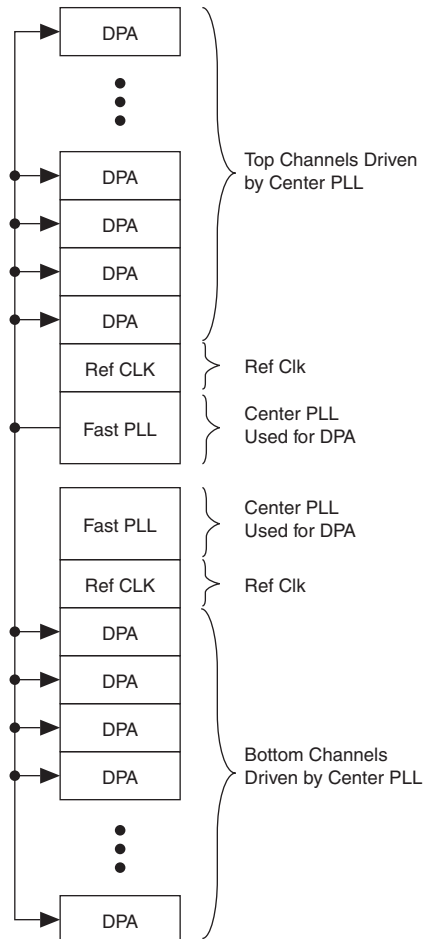 DPA
DPA
DPA
DPA
DPA
Top Channels Driven
by Center PLL
Ref CLK
Ref Clk
Fast PLL
Center PLL
Used for DPA
Fast PLL
Center PLL
Used for DPA
Ref CLK
Ref Clk
DPA
DPA
DPA
DPA
Bottom Channels
Driven by Center PLL
DPA